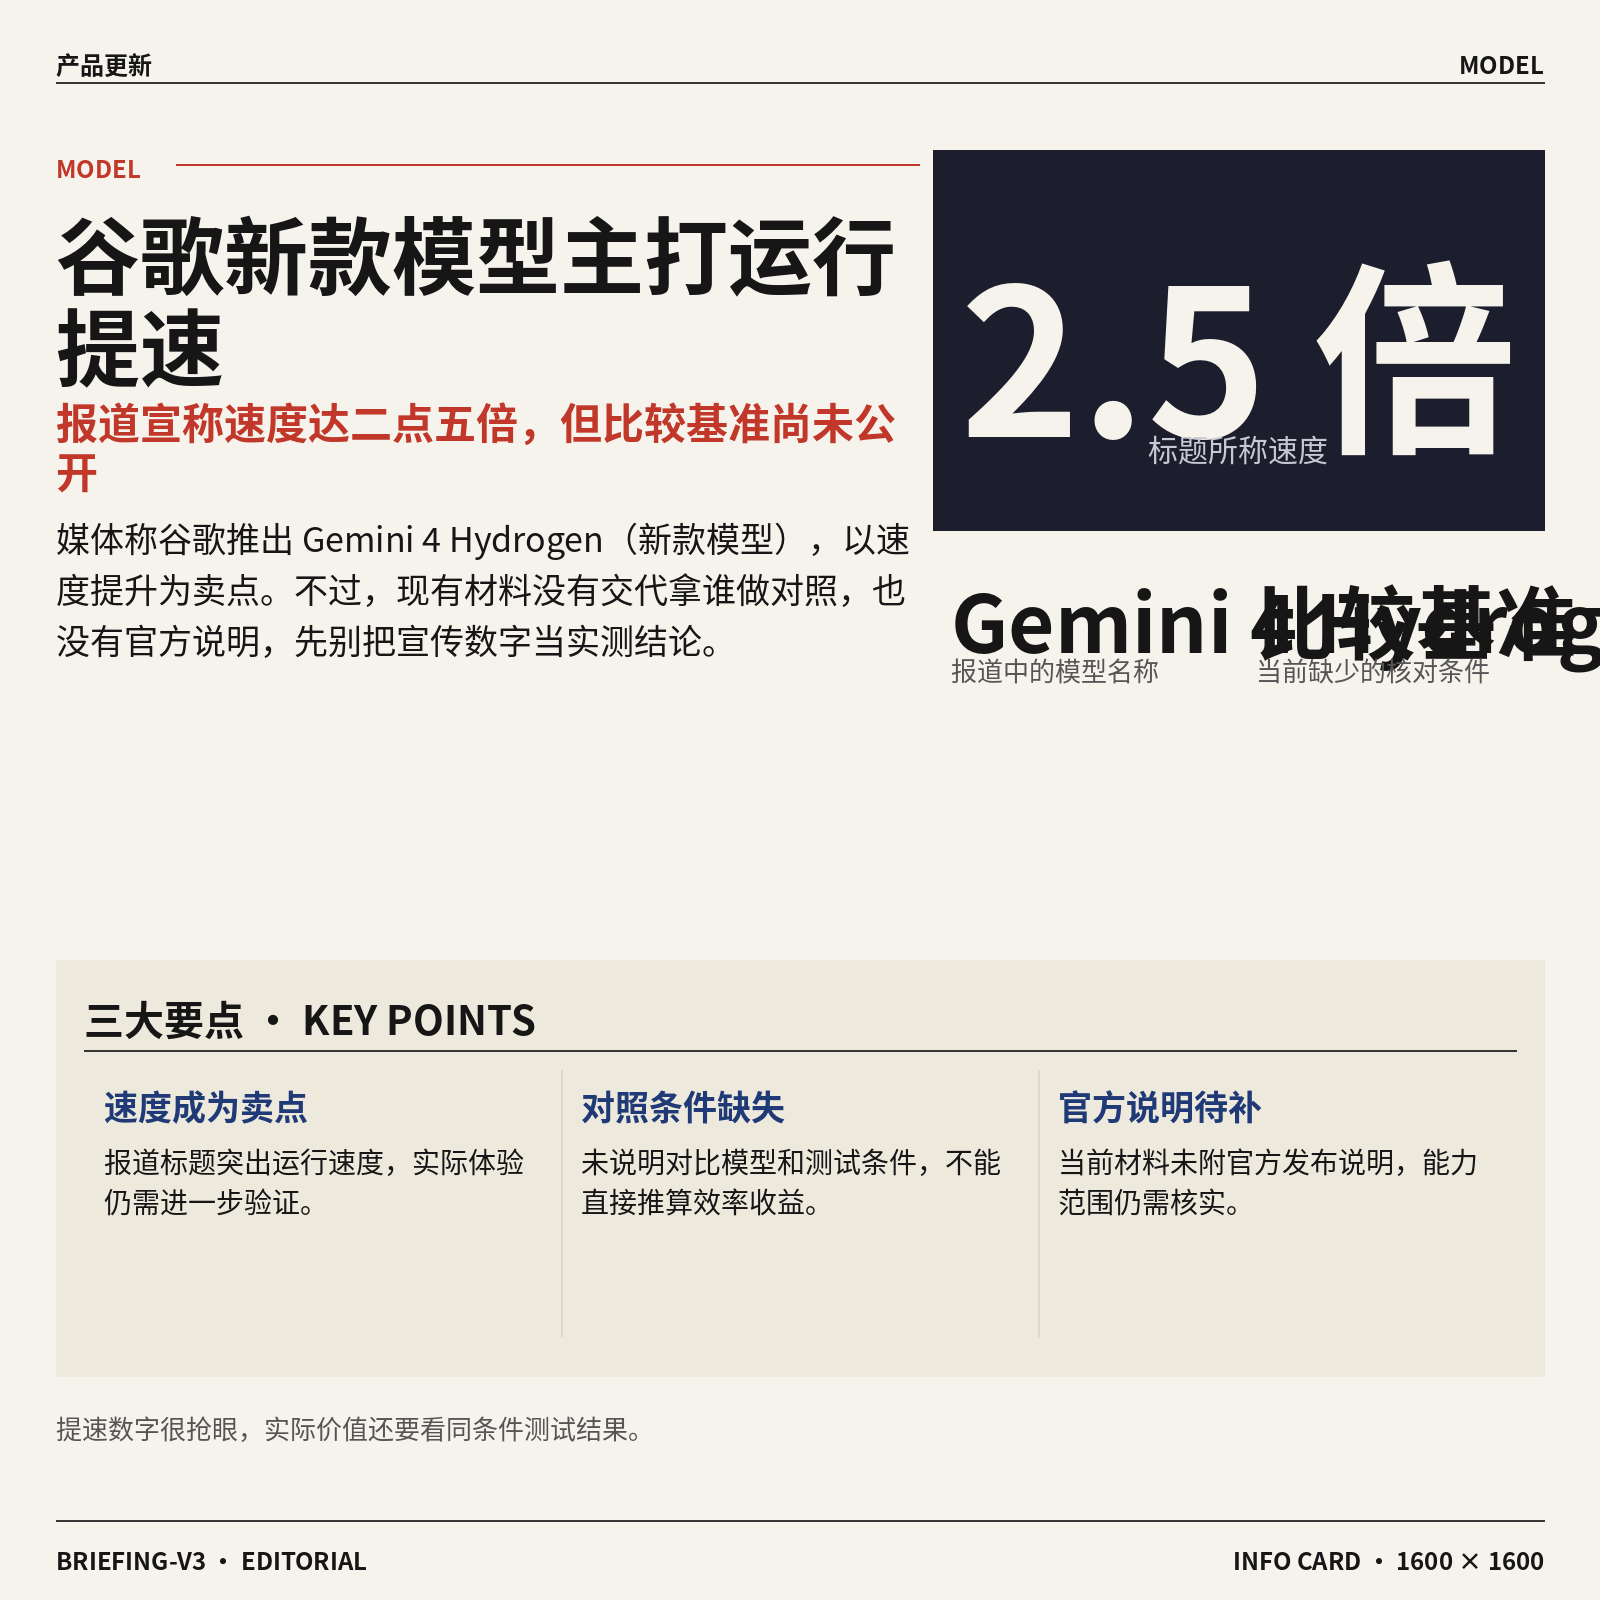 产品更新
MODEL
MODEL
谷歌新款模型主打运行
提速
报道宣称速度达二点五倍，但比较基准尚未公
开
媒体称谷歌推出 Gemini 4 Hydrogen（新款模型），以速
度提升为卖点。不过，现有材料没有交代拿谁做对照，也
没有官方说明，先别把宣传数字当实测结论。
2.5 倍
标题所称速度
Gemini 4 Hydrog
报道中的模型名称
比较基准
当前缺少的核对条件
三大要点 • KEY POINTS
速度成为卖点
报道标题突出运行速度，实际体验
仍需进一步验证。
对照条件缺失
未说明对比模型和测试条件，不能
直接推算效率收益。
官方说明待补
当前材料未附官方发布说明，能力
范围仍需核实。
提速数字很抢眼，实际价值还要看同条件测试结果。
BRIEFING-V3 • EDITORIAL
INFO CARD • 1600 × 1600